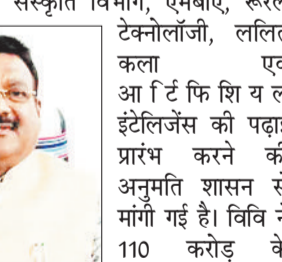 संस्कृति विभाग, एमबीए, रूरल
टेक्नोलॉजी, ललित
कला एवं
आर्टिफिशियल
इंटेलिजेंस की पढ़ाई
प्रारंभ करने की
अनुमति शासन से
मांगी गई है। विवि ने
110 करोड़ के